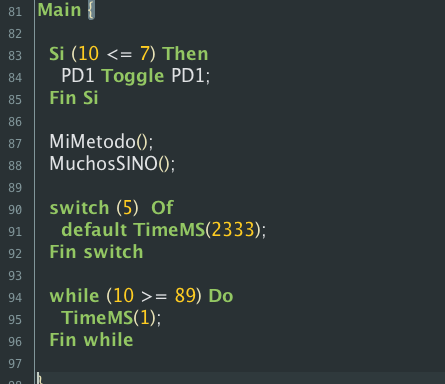 81 Main {
82
83 Si (10 <= 7) Then
84 PD1 Toggle PD1;
85 Fin Si
86
87 MiMetodo();
88 MuchosSINO();
89
90 switch (5)  Of
91 default TimeMS(2333);
92 Fin switch
93
94 while (10 >= 89) Do
95 TimeMS(1);
96 Fin while
97
98 }